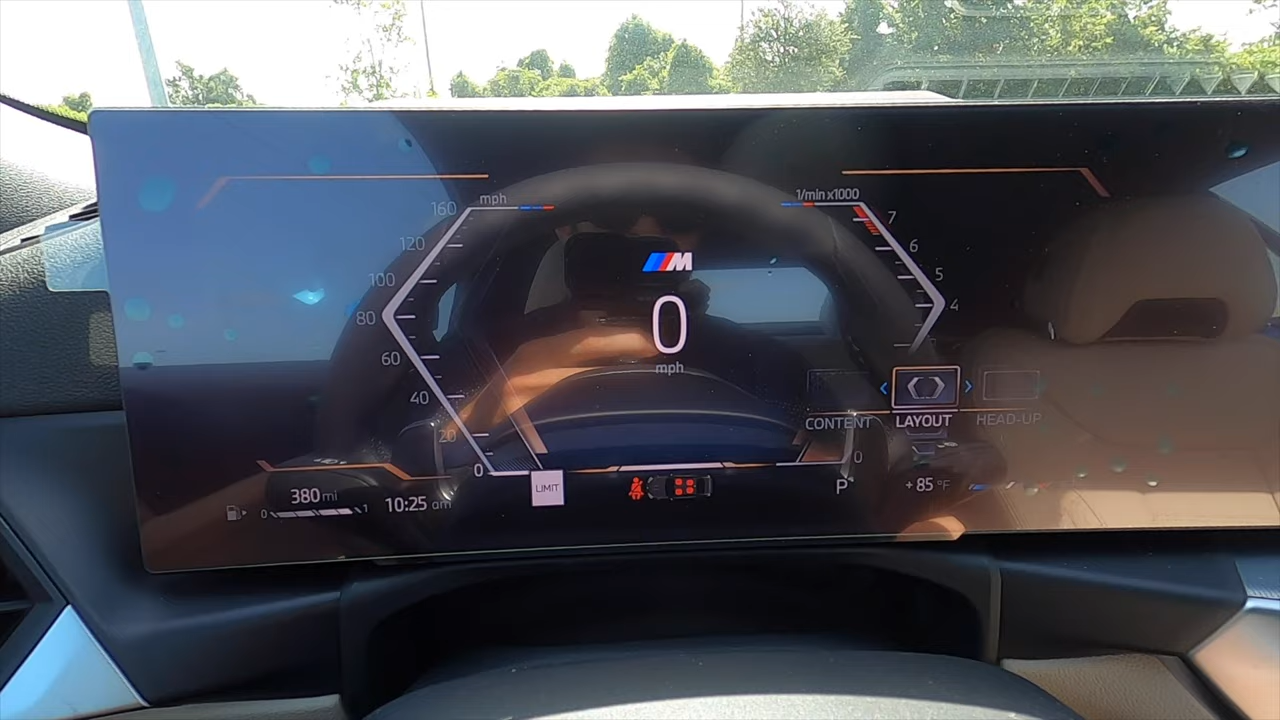 mph
1/min x1000
160
120
100
80
60
40
20
0
7
6
5
4
0
M
0
mph
CONTENT
LAYOUT
HEAD-UP
380 mi
0
1
10:25 am
LIMIT
P
+85 °F